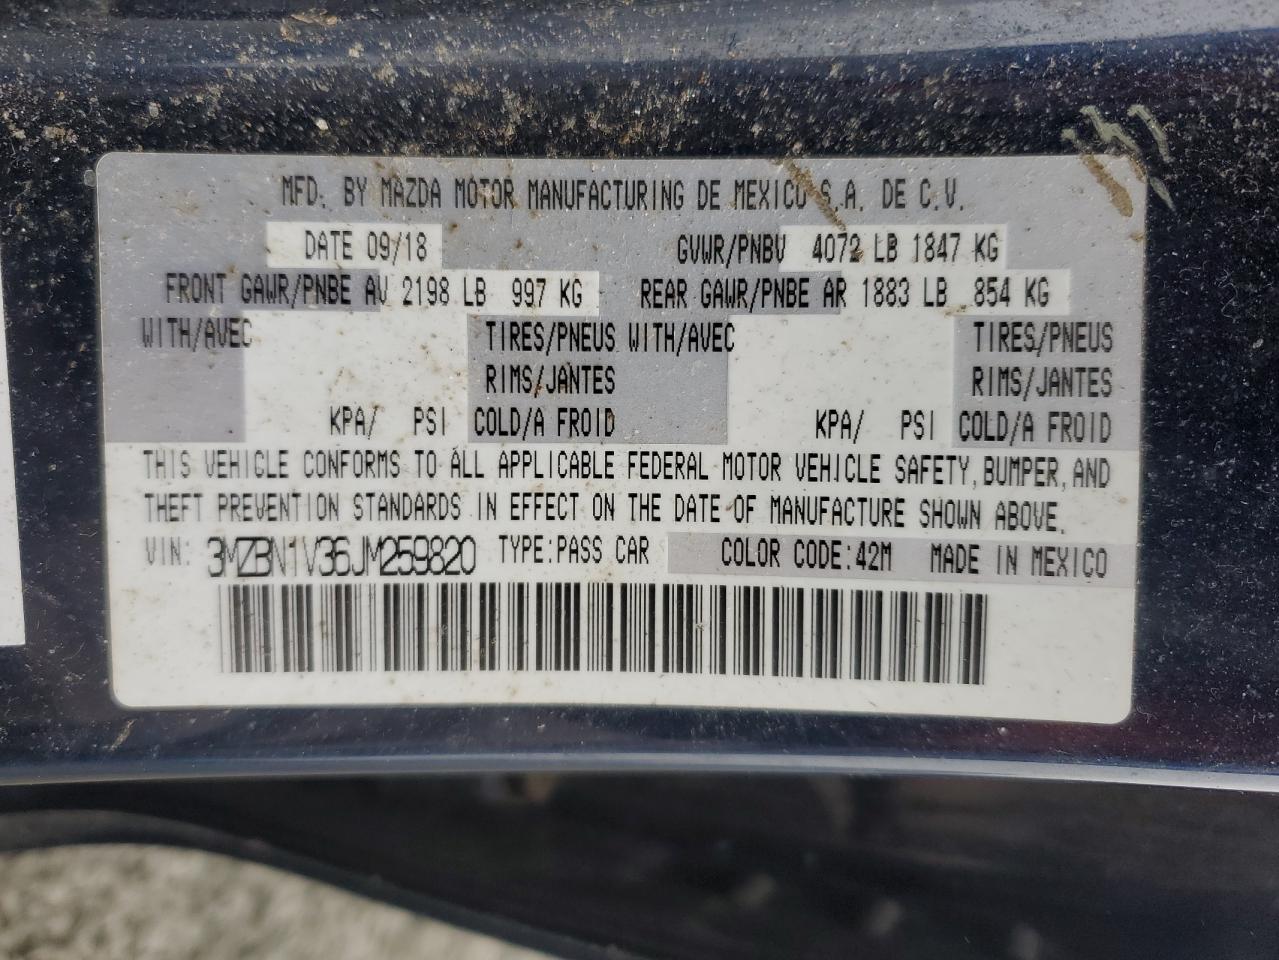 MFD. BY MAZDA MOTOR MANUFACTURING DE MEXICO S.A. DE C.V.
DATE 09/18 GVWR/PNBV 4072 LB 1847 KG
FRONT GAWR/PNBE AV 2198 LB 997 KG REAR GAWR/PNBE AR 1883 LB 854 KG
WITH/AVEC TIRES/PNEUS WITH/AVEC TIRES/PNEUS
RIMS/JANTES RIMS/JANTES
KPA/ PSI COLD/A FROID KPA/ PSI COLD/A FROID
THIS VEHICLE CONFORMS TO ALL APPLICABLE FEDERAL MOTOR VEHICLE SAFETY, BUMPER, AND
THEFT PREVENTION STANDARDS IN EFFECT ON THE DATE OF MANUFACTURE SHOWN ABOVE.
VIN: 3MZBN1V36JM259820 TYPE:PASS CAR COLOR CODE:42M MADE IN MEXICO